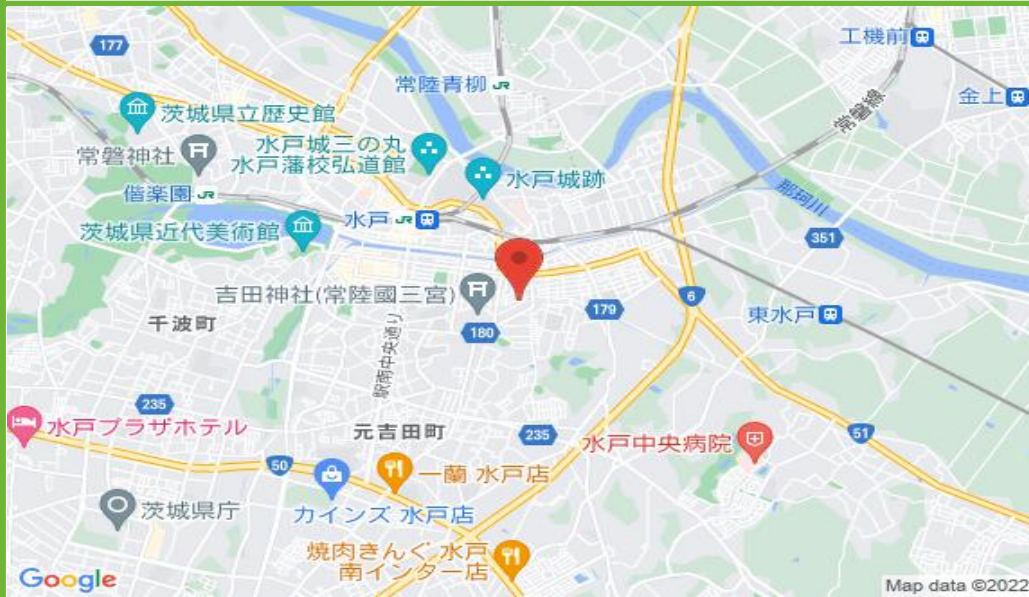 177
工機前
常陸青柳
金上
茨城県立歴史館
水戸城三の丸
水戸藩校弘道館
常磐神社
水戸城跡
偕楽園
水戸
那珂川
茨城県近代美術館
351
吉田神社(常陸國三宮)
6
179
千波町
180
東水戸
駅南中央通り
235
水戸プラザホテル
元吉田町
235
水戸中央病院
51
50
一蘭 水戸店
茨城県庁
カインズ 水戸店
焼肉きんぐ 水戸
南インター店
Google
Map data ©2022